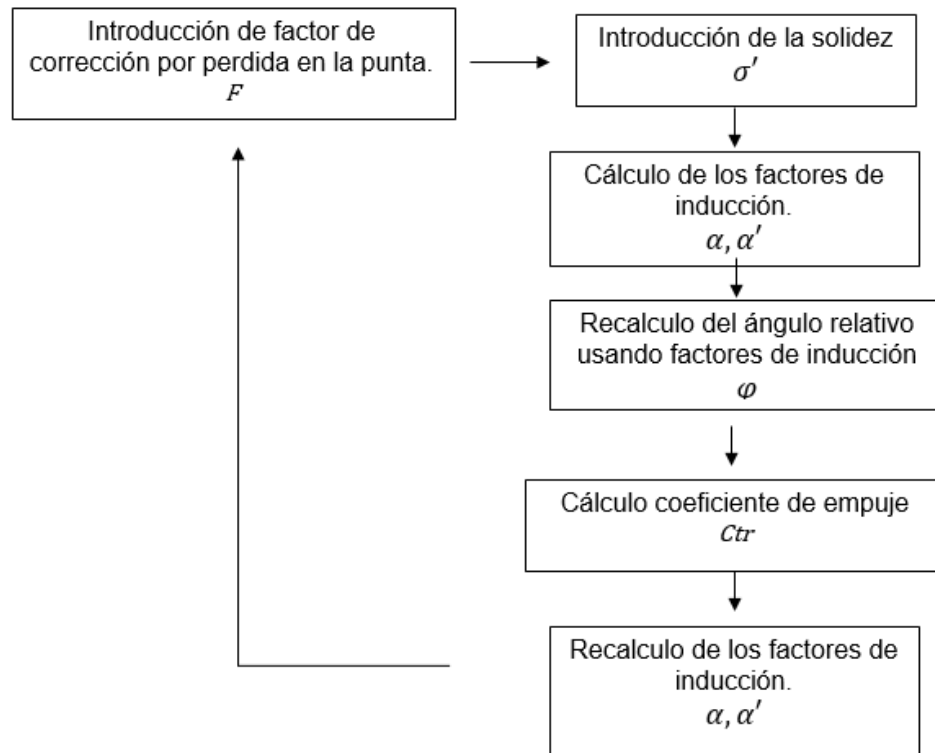 Introducción de factor de
corrección por perdida en la punta.
F
Introducción de la solidez
σ′
Cálculo de los factores de
inducción.
α, α′
Recalculo del ángulo relativo
usando factores de inducción
φ
Cálculo coeficiente de empuje
Ctr
Recalculo de los factores de
inducción.
α, α′